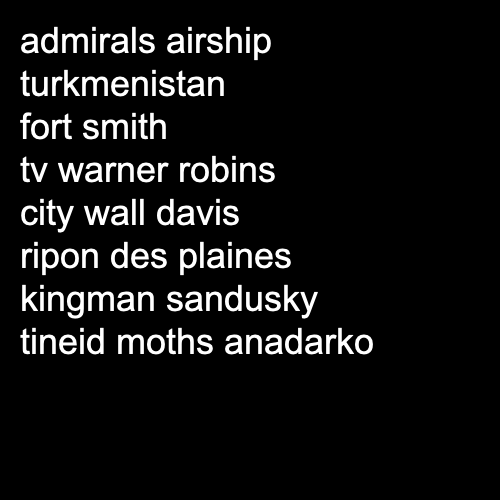 admirals airship
turkmenistan
fort smith
tv warner robins
city wall davis
ripon des plaines
kingman sandusky
tineid moths anadarko